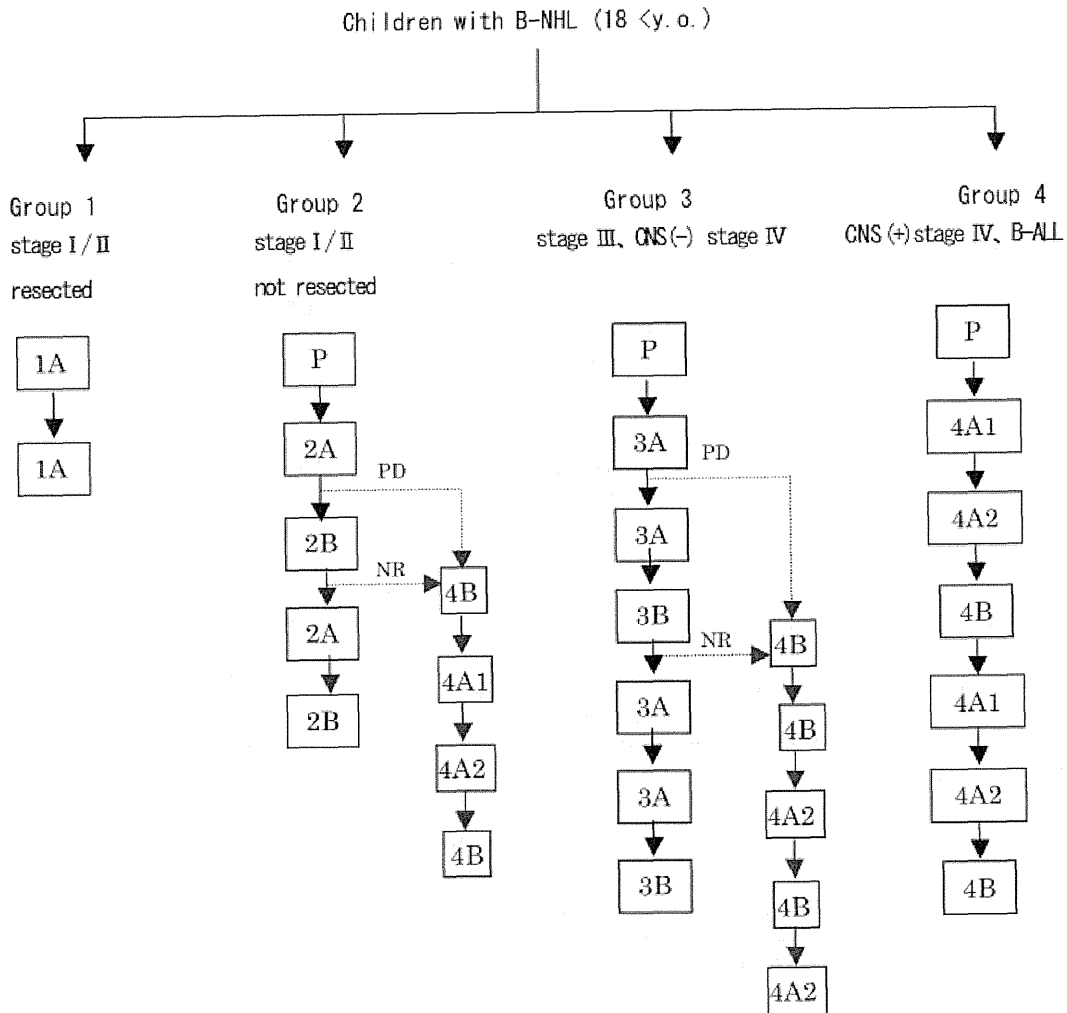 Children with B-NHL (18 <y.o.)
Group 1
stage I/II
resected
1A
1A
Group 2
stage I/II
not resected
P
2A
PD
2B
NR
2A
2B
4B
4A1
4A2
4B
Group 3
stage III、CNS(-) stage IV
P
3A
PD
3A
3B
NR
3A
3A
3B
4B
4B
4A2
4B
4A2
Group 4
CNS(+)stage IV、B-ALL
P
4A1
4A2
4B
4A1
4A2
4B